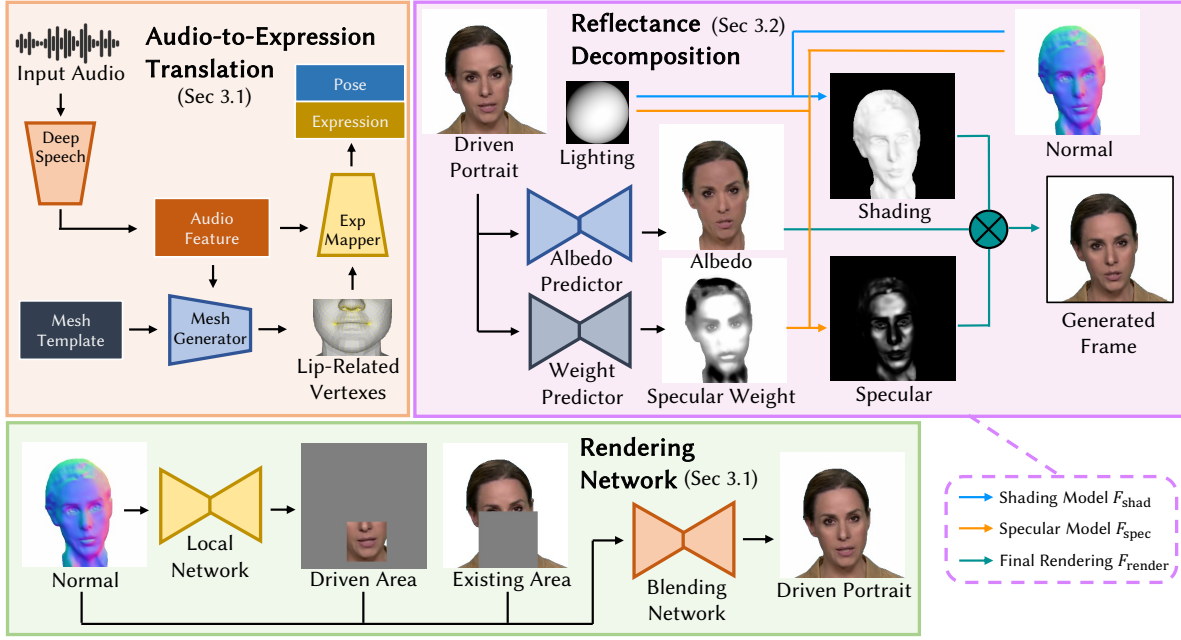 Audio-to-Expression
Translation
(Sec 3.1)
Input Audio
Deep
Speech
Audio
Feature
Mesh
Template
Mesh
Generator
Lip-Related
Vertexes
Exp
Mapper
Pose
Expression
Reflectance (Sec 3.2)
Decomposition
Driven
Portrait
Lighting
Albedo
Predictor
Weight
Predictor
Albedo
Specular Weight
Shading
Specular
Normal
Generated
Frame
Rendering
Network (Sec 3.1)
Normal
Local
Network
Driven Area
Existing Area
Blending
Network
Driven Portrait
Shading Model F_shad
Specular Model F_spec
Final Rendering F_render